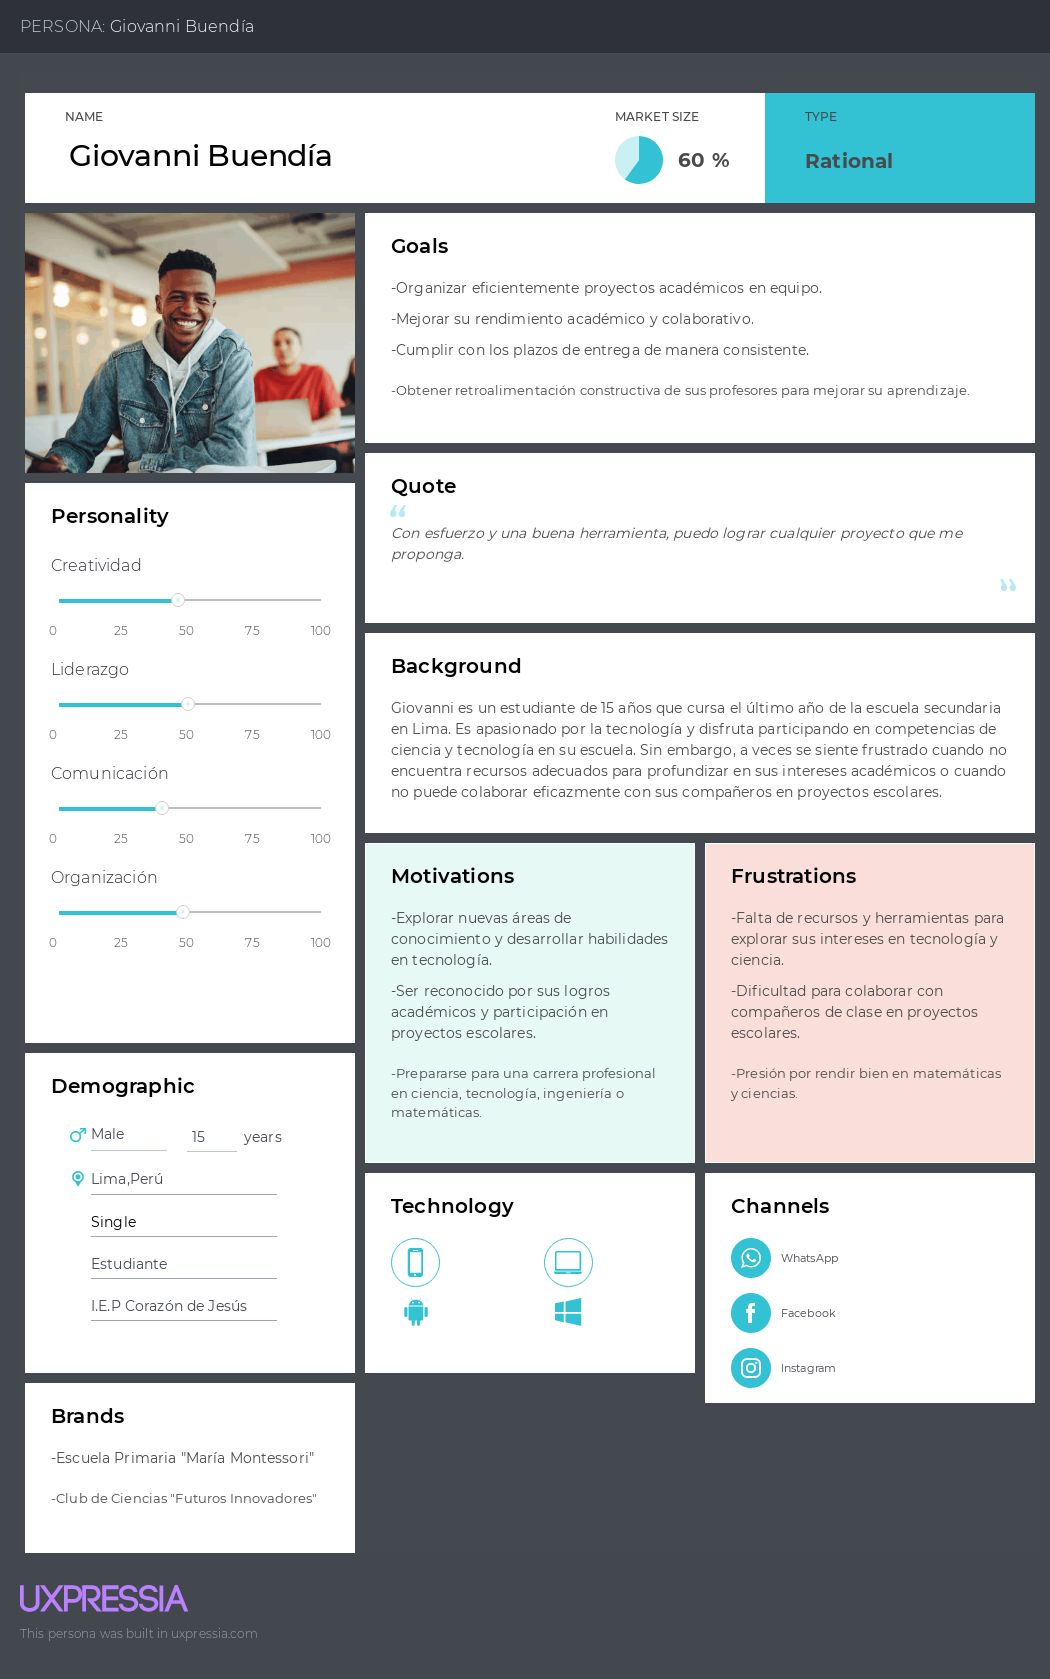 PERSONA: Giovanni Buendía
NAME
Giovanni Buendía
MARKET SIZE
60 %
TYPE
Rational
Goals
-Organizar eficientemente proyectos académicos en equipo.
-Mejorar su rendimiento académico y colaborativo.
-Cumplir con los plazos de entrega de manera consistente.
-Obtener retroalimentación constructiva de sus profesores para mejorar su aprendizaje.
Quote
“
Con esfuerzo y una buena herramienta, puedo lograr cualquier proyecto que me
proponga.
”
Personality
Creatividad
0 25 50 75 100
Liderazgo
0 25 50 75 100
Comunicación
0 25 50 75 100
Organización
0 25 50 75 100
Background
Giovanni es un estudiante de 15 años que cursa el último año de la escuela secundaria
en Lima. Es apasionado por la tecnología y disfruta participando en competencias de
ciencia y tecnología en su escuela. Sin embargo, a veces se siente frustrado cuando no
encuentra recursos adecuados para profundizar en sus intereses académicos o cuando
no puede colaborar eficazmente con sus compañeros en proyectos escolares.
Motivations
-Explorar nuevas áreas de
conocimiento y desarrollar habilidades
en tecnología.
-Ser reconocido por sus logros
académicos y participación en
proyectos escolares.
-Prepararse para una carrera profesional
en ciencia, tecnología, ingeniería o
matemáticas.
Frustrations
-Falta de recursos y herramientas para
explorar sus intereses en tecnología y
ciencia.
-Dificultad para colaborar con
compañeros de clase en proyectos
escolares.
-Presión por rendir bien en matemáticas
y ciencias.
Demographic
Male 15 years
Lima,Perú
Single
Estudiante
I.E.P Corazón de Jesús
Technology
Channels
WhatsApp
Facebook
Instagram
Brands
-Escuela Primaria "María Montessori"
-Club de Ciencias "Futuros Innovadores"
UXPRESSIA
This persona was built in uxpressia.com